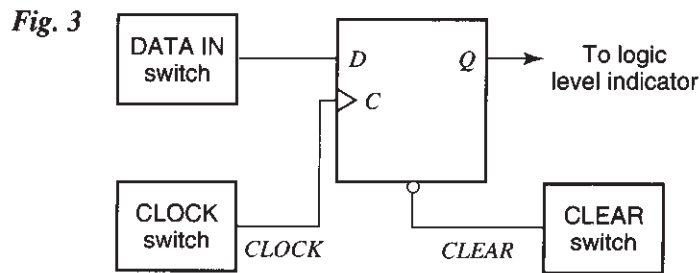 Fig. 3
DATA IN
switch
D
Q
To logic
level indicator
C
CLOCK
switch
CLOCK
CLEAR
CLEAR
switch